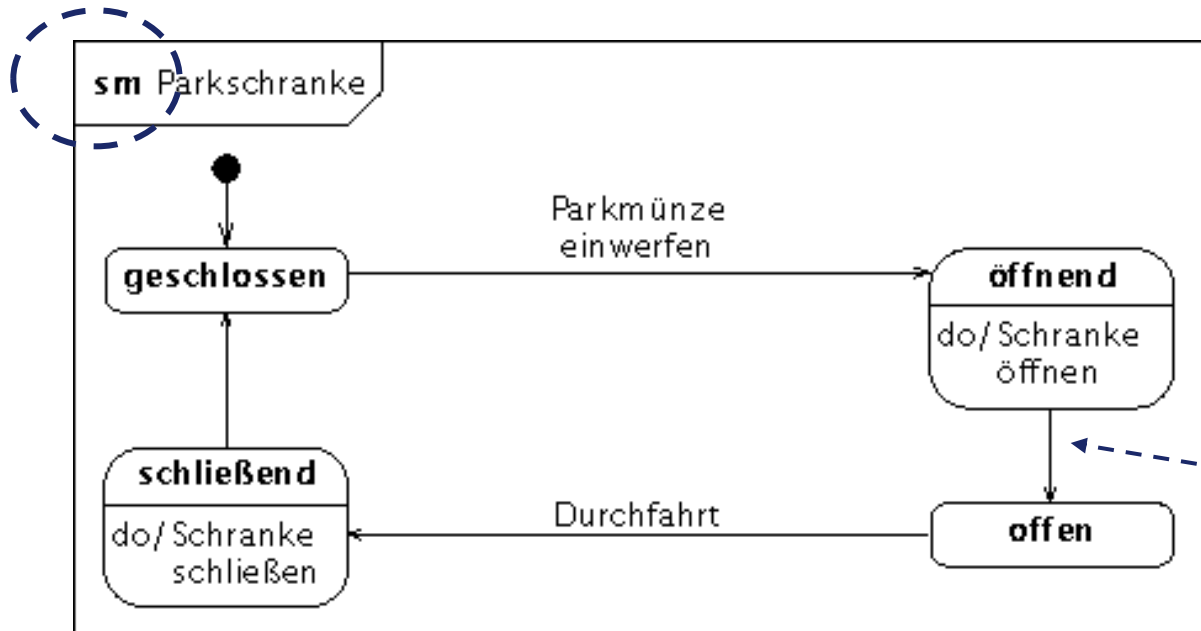 sm Parkschranke
Parkmünze
einwerfen
geschlossen
öffnend
do/ Schranke
öffnen
schließend
do/ Schranke
schließen
Durchfahrt
offen